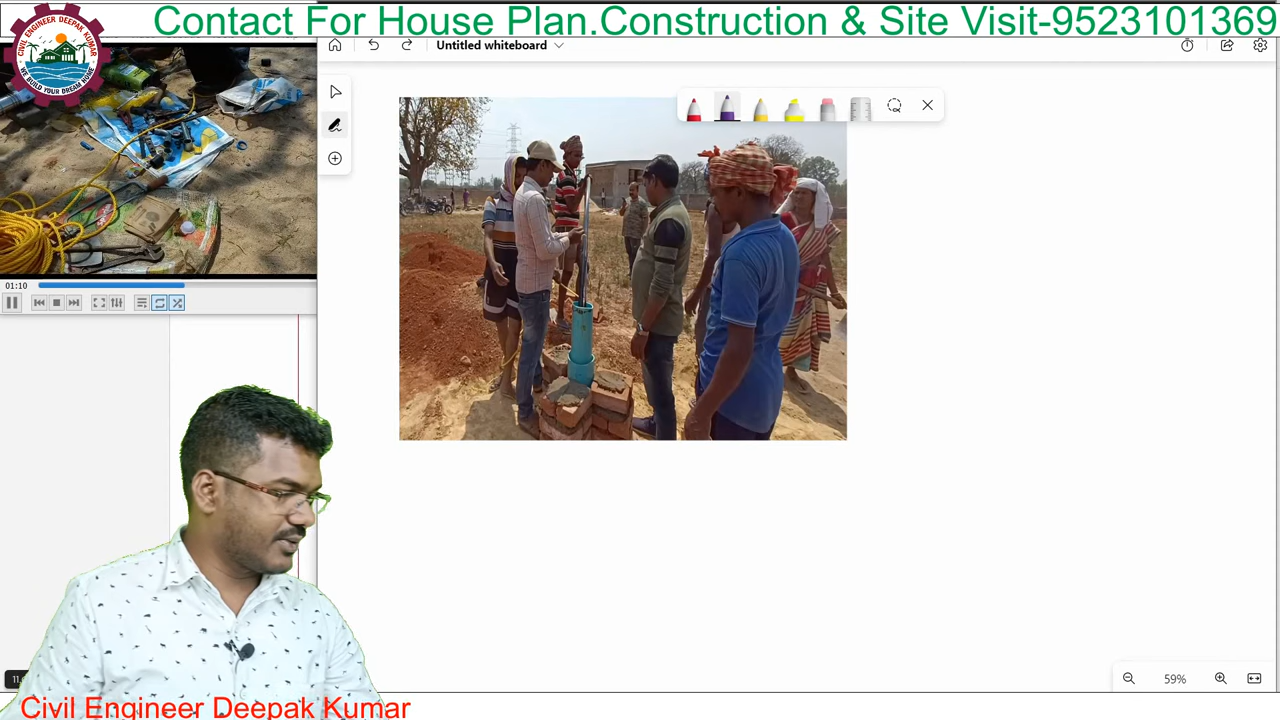 Contact For House Plan.Construction & Site Visit-9523101369
CIVIL ENGINEER DEEPAK KUMAR
WE BUILD YOUR DREAM HOME
Untitled whiteboard
01:10
59%
Civil Engineer Deepak Kumar